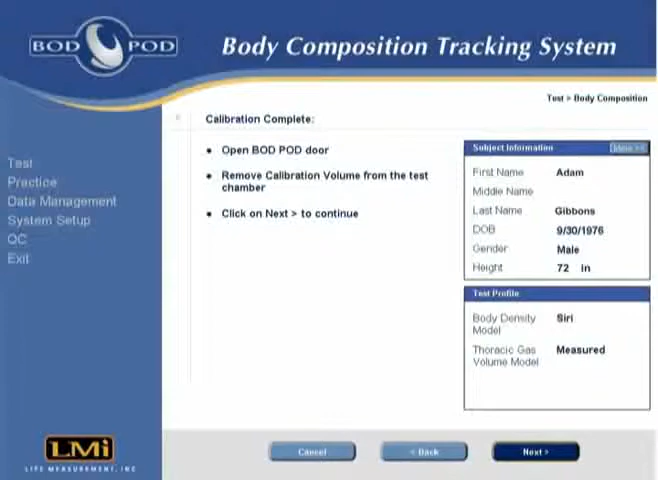 BOD POD
Body Composition Tracking System
Test > Body Composition
Calibration Complete:
• Open BOD POD door
• Remove Calibration Volume from the test
chamber
• Click on Next > to continue
Test
Practice
Data Management
System Setup
QC
Exit
Subject Information
First Name Adam
Middle Name
Last Name Gibbons
DOB 9/30/1976
Gender Male
Height 72 in
Test Profile
Body Density Siri
Model
Thoracic Gas Measured
Volume Model
LMi
LIFE MEASUREMENT, INC
Cancel
< Back
Next >